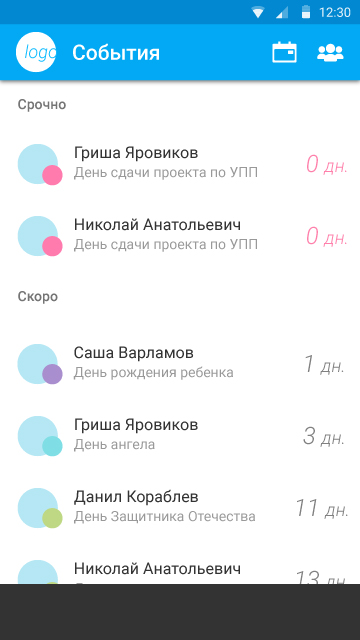 12:30
logo
События
Срочно
Гриша Яровиков
День сдачи проекта по УПП
0 дн.
Николай Анатольевич
День сдачи проекта по УПП
0 дн.
Скоро
Саша Варламов
День рождения ребенка
1 дн.
Гриша Яровиков
День ангела
3 дн.
Данил Кораблев
День Защитника Отечества
11 дн.
Николай Анатольевич
13 дн.